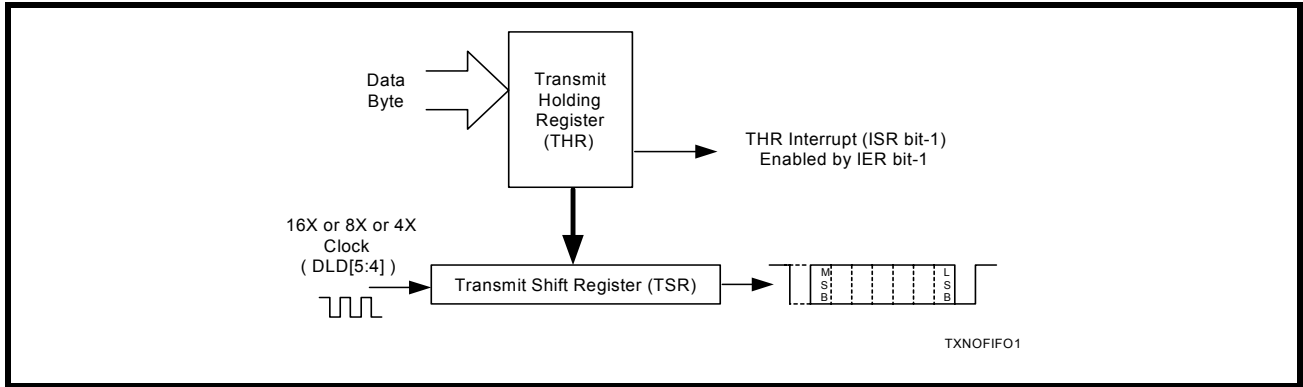 Data
Byte
Transmit
Holding
Register
(THR)
THR Interrupt (ISR bit-1)
Enabled by IER bit-1
16X or 8X or 4X
Clock
( DLD[5:4] )
Transmit Shift Register (TSR)
M
S
B
L
S
B
TXNOFIFO1